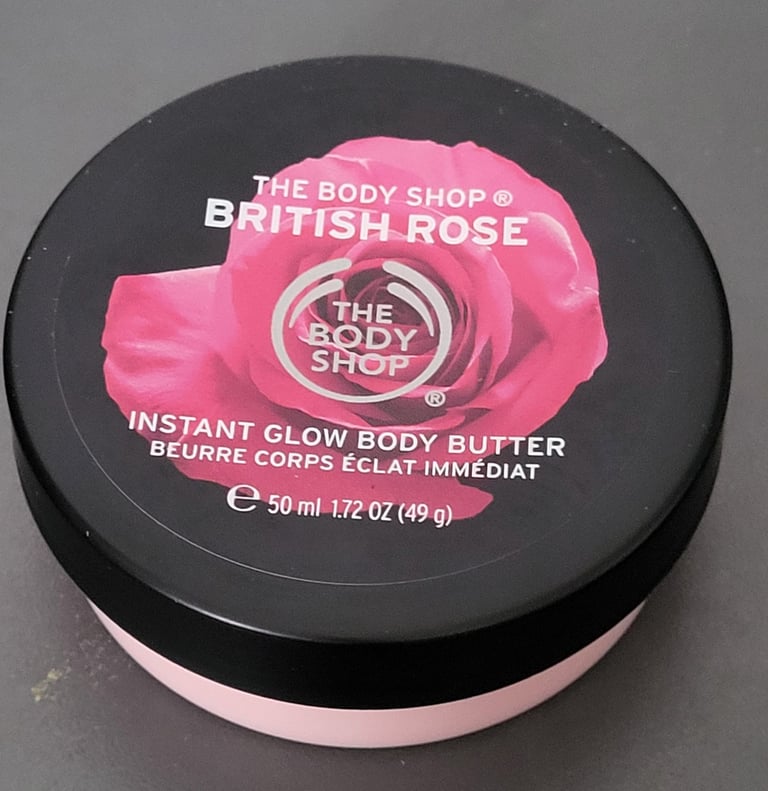 THE BODY SHOP ®
BRITISH ROSE
THE
BODY
SHOP
®
INSTANT GLOW BODY BUTTER
BEURRE CORPS ÉCLAT IMMÉDIAT
℮ 50 ml 1.72 OZ (49 g)